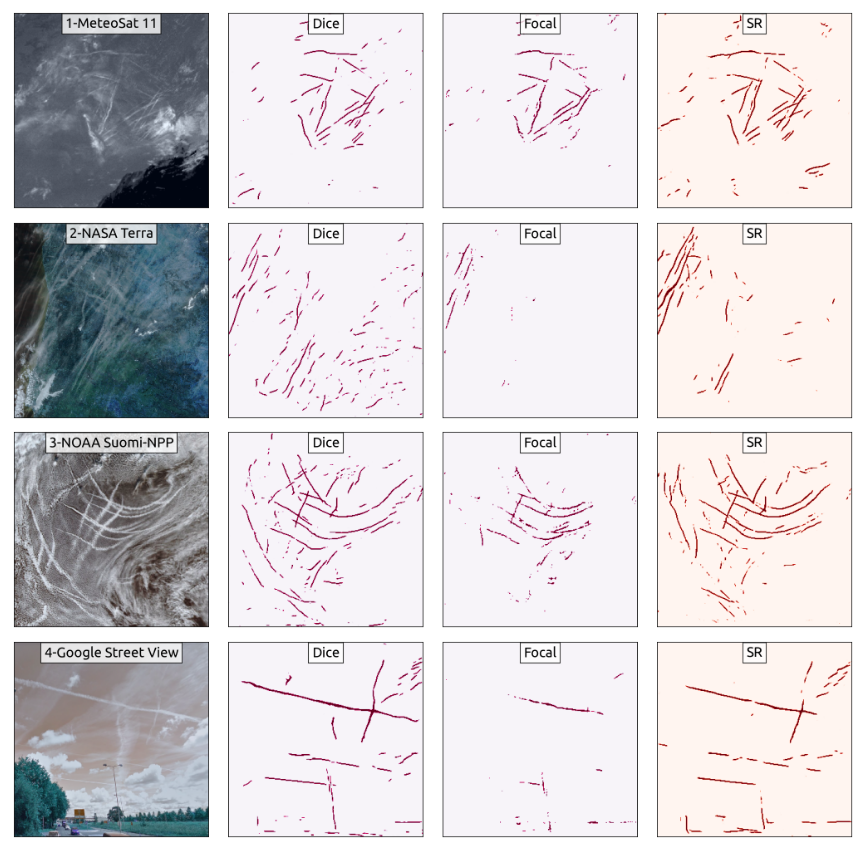 1-MeteoSat 11 Dice Focal SR
2-NASA Terra Dice Focal SR
3-NOAA Suomi-NPP Dice Focal SR
4-Google Street View Dice Focal SR